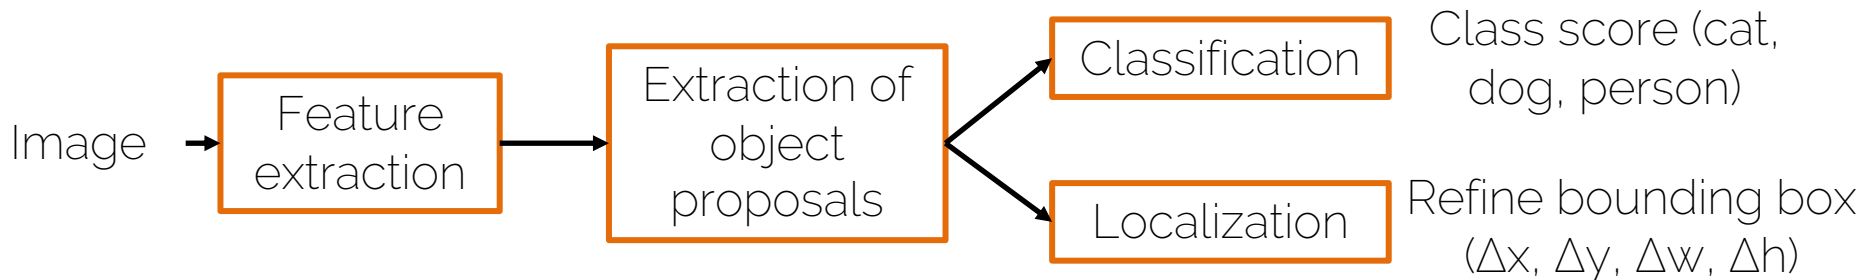 Image
Feature
extraction
Extraction of
object
proposals
Classification
Class score (cat,
dog, person)
Localization
Refine bounding box
(Δx, Δy, Δw, Δh)